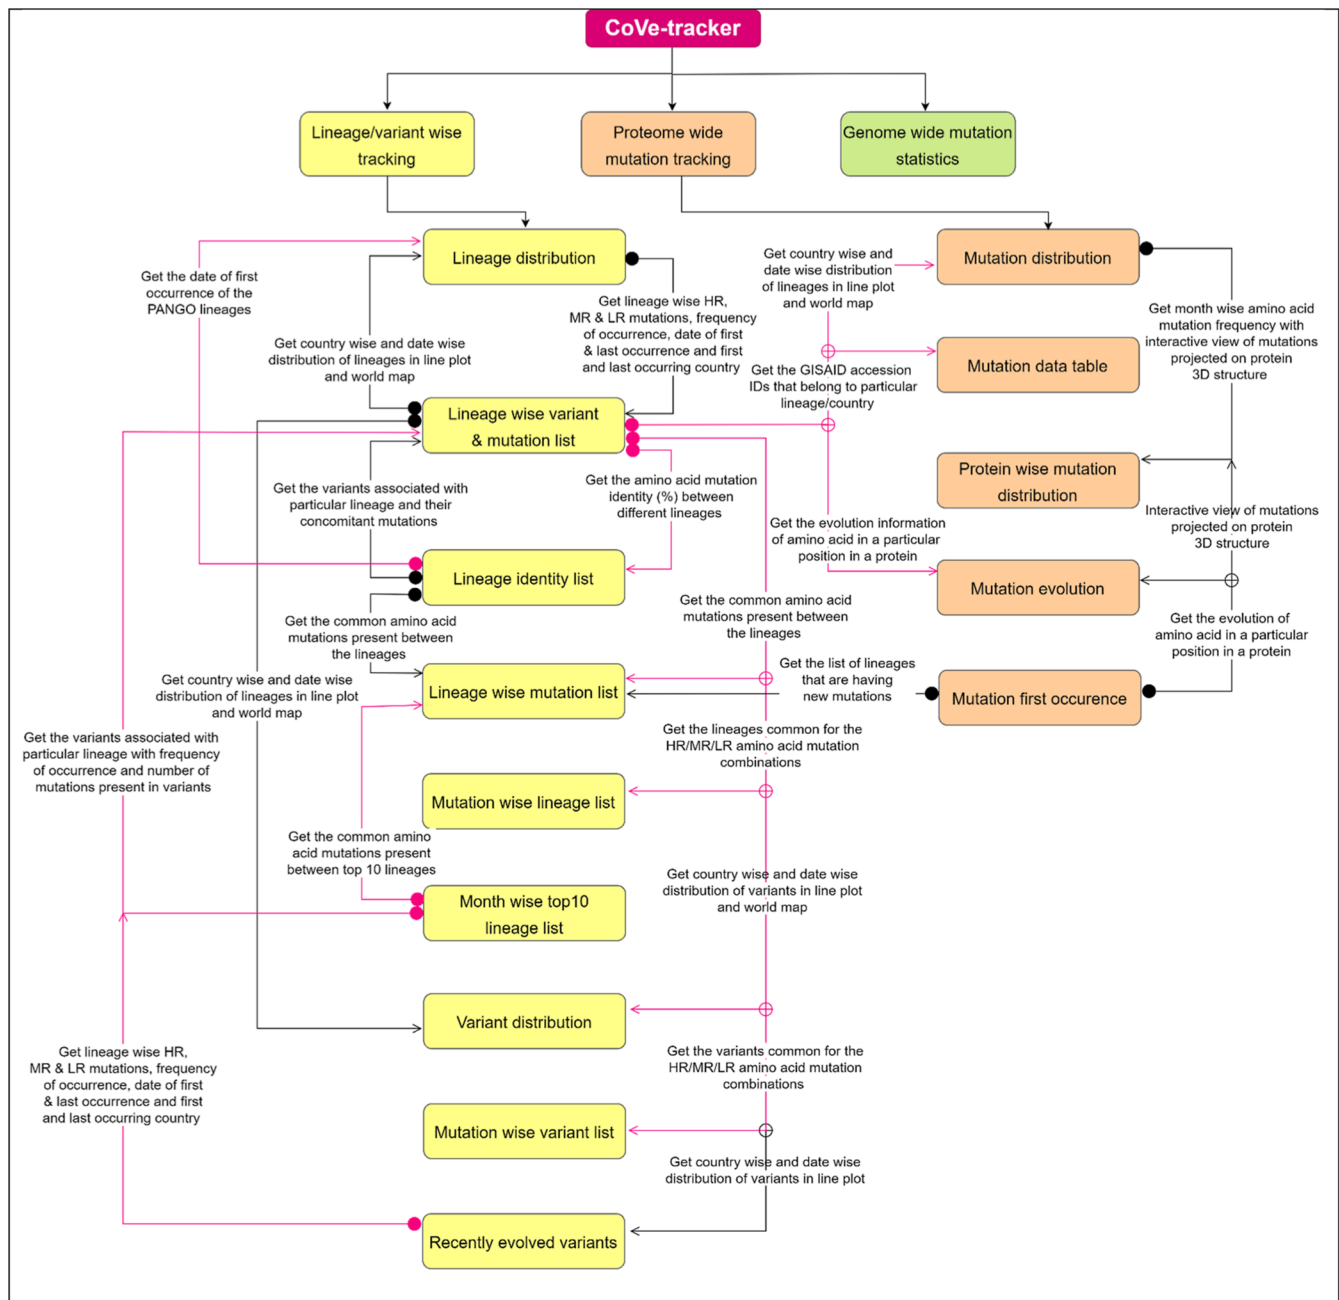 CoVe-tracker
Lineage/variant wise
tracking
Proteome wide
mutation tracking
Genome wide mutation
statistics
Lineage distribution
Mutation distribution
Get the date of first
occurrence of the
PANGO lineages
Get country wise and date wise
distribution of lineages in line plot
and world map
Get lineage wise HR,
MR & LR mutations, frequency
of occurrence, date of first
& last occurrence and first
and last occurring country
Get country wise and
date wise distribution
of lineages in line plot
and world map
Get month wise amino acid
mutation frequency with
interactive view of mutations
projected on protein
3D structure
Mutation data table
Get the GISAID accession
IDs that belong to particular
lineage/country
Lineage wise variant
& mutation list
Get the variants associated with
particular lineage and their
concomitant mutations
Get the amino acid mutation
identity (%) between
different lineages
Protein wise mutation
distribution
Get the evolution information
of amino acid in a particular
position in a protein
Interactive view of mutations
projected on protein
3D structure
Lineage identity list
Mutation evolution
Get the common amino acid
mutations present between
the lineages
Get the common amino acid
mutations present between
the lineages
Get the evolution of
amino acid in a particular
position in a protein
Get country wise and date wise
distribution of lineages in line plot
and world map
Lineage wise mutation list
Get the list of lineages
that are having
new mutations
Mutation first occurence
Get the variants associated with
particular lineage with frequency
of occurrence and number of
mutations present in variants
Get the lineages common for the
HR/MR/LR amino acid mutation
combinations
Mutation wise lineage list
Get the common amino
acid mutations present
between top 10 lineages
Get country wise and date wise
distribution of variants in line plot
and world map
Month wise top10
lineage list
Variant distribution
Get lineage wise HR,
MR & LR mutations, frequency
of occurrence, date of first
& last occurrence and first
and last occurring country
Get the variants common for the
HR/MR/LR amino acid mutation
combinations
Mutation wise variant list
Get country wise and date wise
distribution of variants in line plot
Recently evolved variants